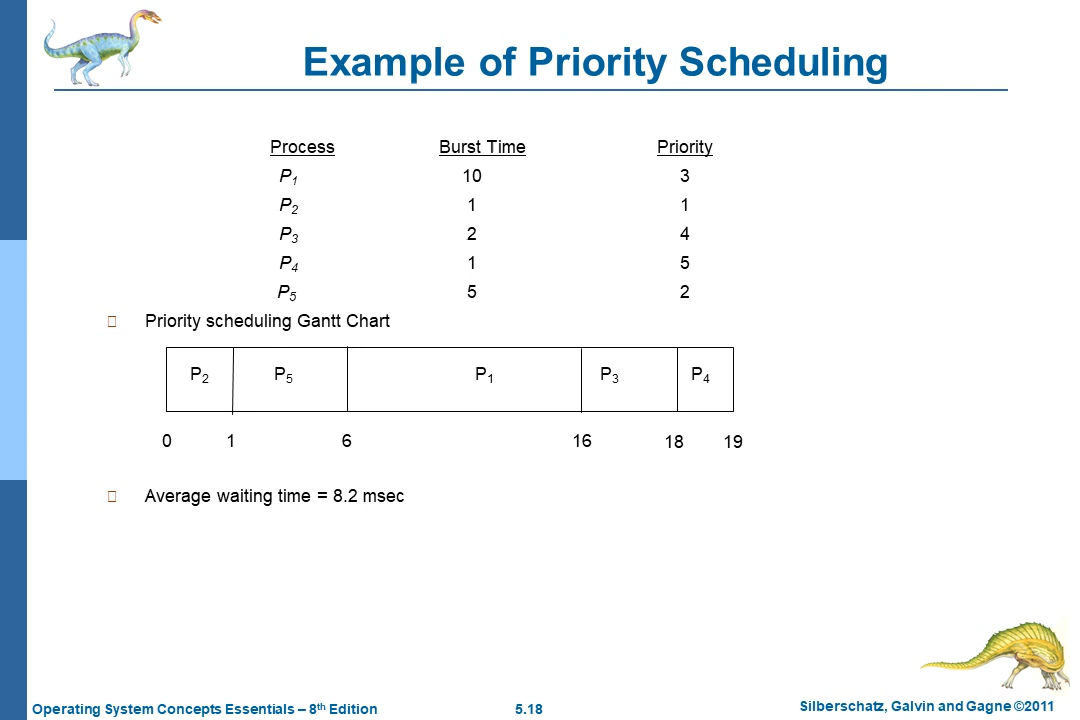 Example of Priority Scheduling
Process Burst Time Priority
P1 10 3
P2 1 1
P3 2 4
P4 1 5
P5 5 2
Priority scheduling Gantt Chart
P2 P5 P1 P3 P4
0 1 6 16 18 19
Average waiting time = 8.2 msec
Operating System Concepts Essentials – 8th Edition 5.18 Silberschatz, Galvin and Gagne ©2011